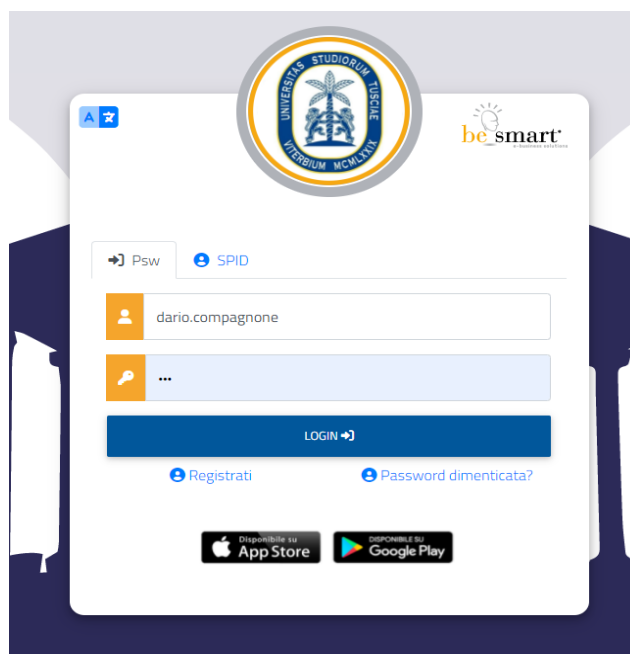 UNIVERSITAS STUDIORUM TUSCIAE
VITERBIUM MCMLXXIX
A
be smart
e-business solutions
Psw
SPID
dario.compagnone
•••
LOGIN
Registrati
Password dimenticata?
Disponibile su
App Store
DISPONIBILE SU
Google Play